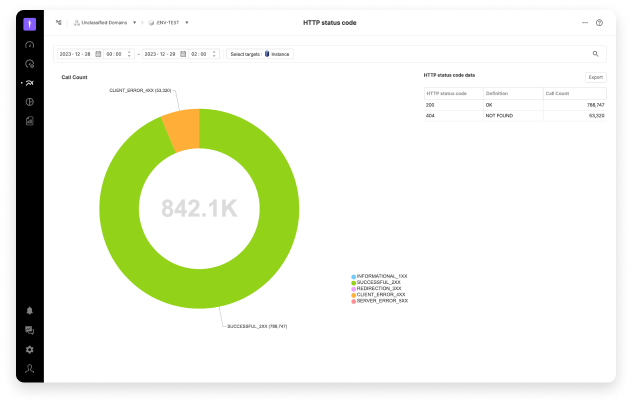 Unclassified Domains
ENV-TEST
HTTP status code
2023 - 12 - 28 00 : 00 ~ 2023 - 12 - 29 02 : 00 Select targets : Instance
Call Count
HTTP status code data
Export
HTTP status code Definition Call Count
200 OK 788,747
404 NOT FOUND 53,320
CLIENT_ERROR_4XX (53,320)
842.1K
INFORMATIONAL_1XX
SUCCESSFUL_2XX
REDIRECTION_3XX
CLIENT_ERROR_4XX
SERVER_ERROR_5XX
SUCCESSFUL_2XX (788,747)